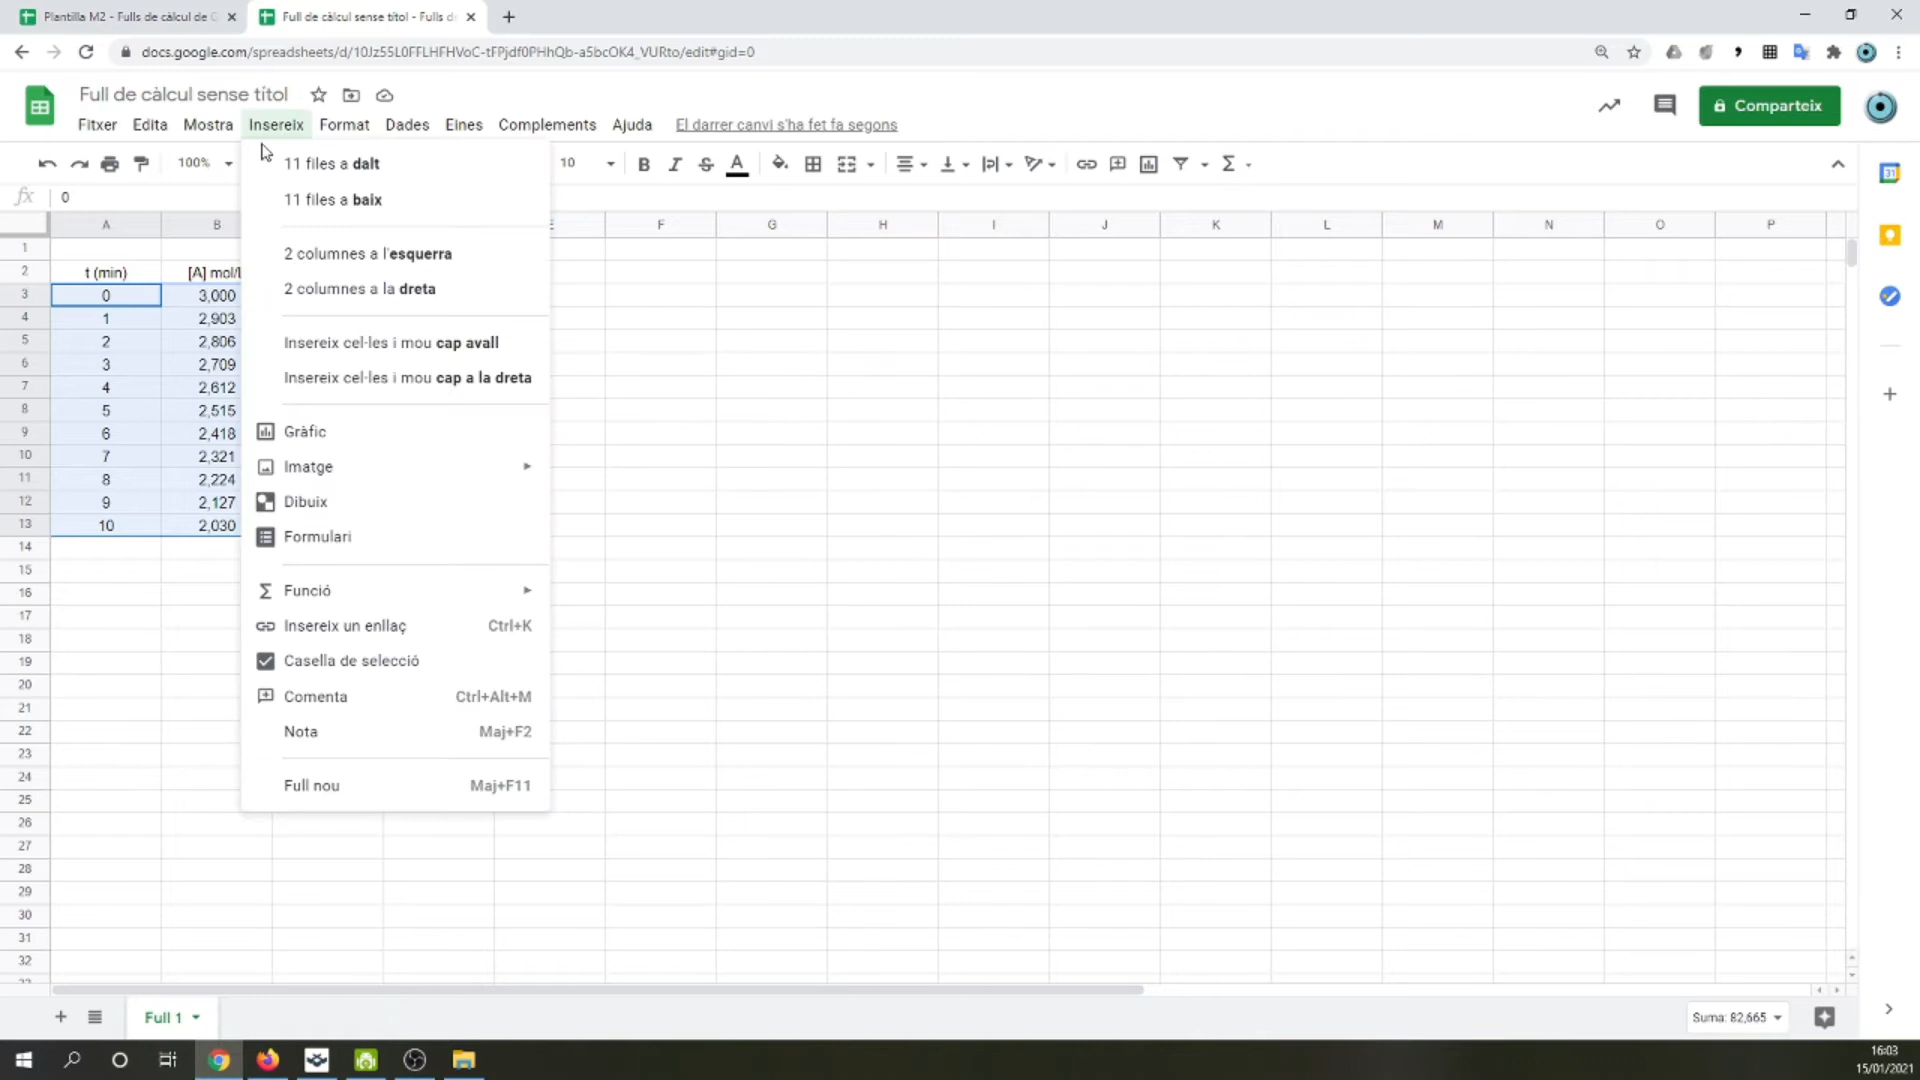 Plantilla M2 - Fulls de càlcul de G
Full de càlcul sense títol - Fulls d
docs.google.com/spreadsheets/d/10Jz55L0FFLHFHVoC-tFPjdf0PHhQb-a5bcOK4_VURto/edit#gid=0
Full de càlcul sense títol
Comparteix
Fitxer Edita Mostra Insereix Format Dades Eines Complements Ajuda El darrer canvi s'ha fet fa segons
100% 10
fx 0
A B E F G H I J K L M N O P
1
2 t (min) [A] mol/l
3 0 3,000
4 1 2,903
5 2 2,806
6 3 2,709
7 4 2,612
8 5 2,515
9 6 2,418
10 7 2,321
11 8 2,224
12 9 2,127
13 10 2,030
14
15
16
17
18
19
20
21
22
23
24
25
26
27
28
29
30
31
32
11 files a dalt
11 files a baix
2 columnes a l'esquerra
2 columnes a la dreta
Insereix cel·les i mou cap avall
Insereix cel·les i mou cap a la dreta
Gràfic
Imatge
Dibuix
Formulari
Funció
Insereix un enllaç Ctrl+K
Casella de selecció
Comenta Ctrl+Alt+M
Nota Maj+F2
Full nou Maj+F11
Full 1
Suma: 82,665
16:03
15/01/2021